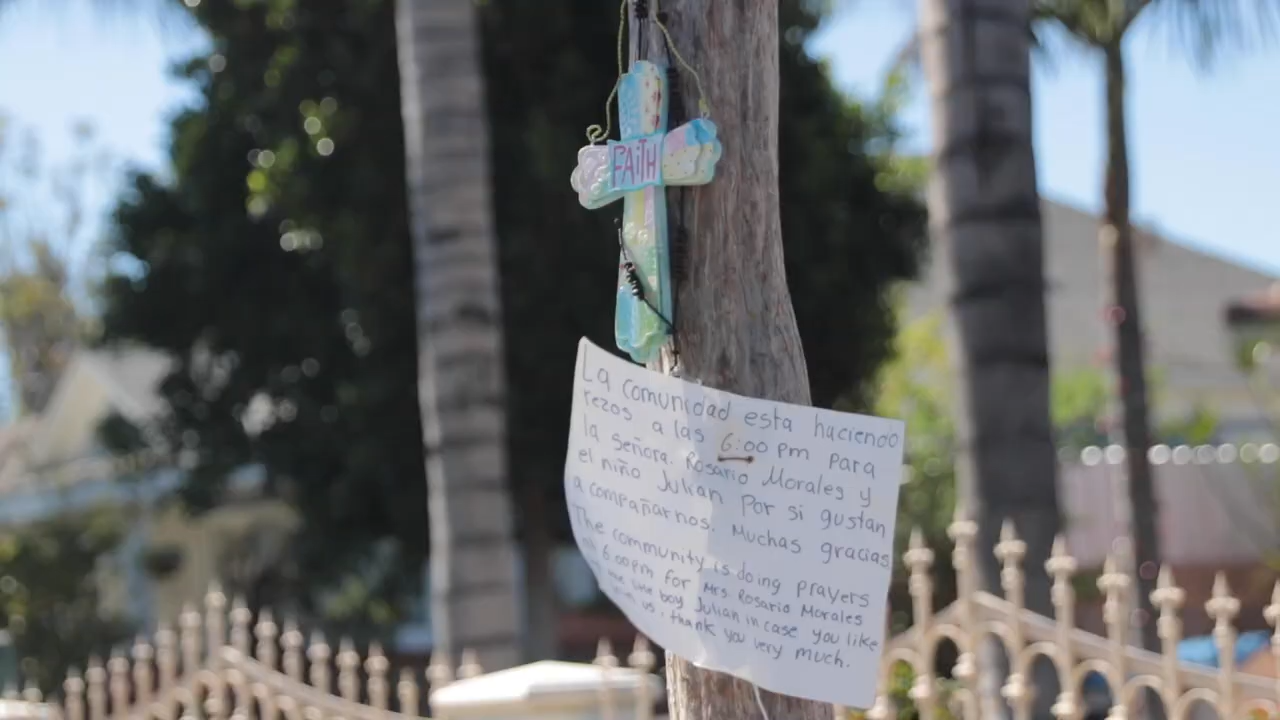 FAITH
La comunidad esta haciendo
rezos a las 6:00 pm para
la señora. Rosario Morales y
el niño Julian Por si gustan
acompañarnos. Muchas gracias
The community is doing prayers
6:00pm for Mrs Rosario Morales
the little boy Julian in case you like
us. thank you very much.